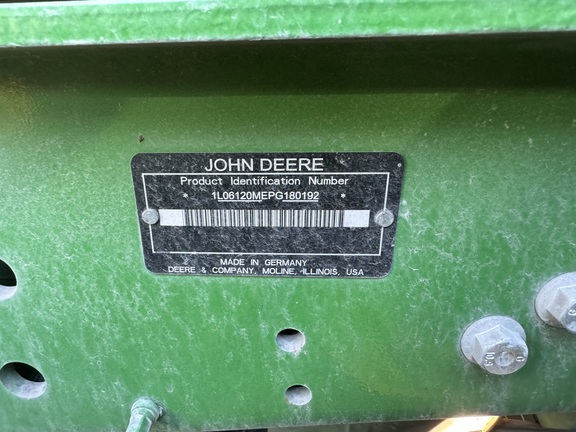 JOHN DEERE
Product Identification Number
* 1L06120MEPG180192 *
MADE IN GERMANY
DEERE & COMPANY, MOLINE, ILLINOIS, USA